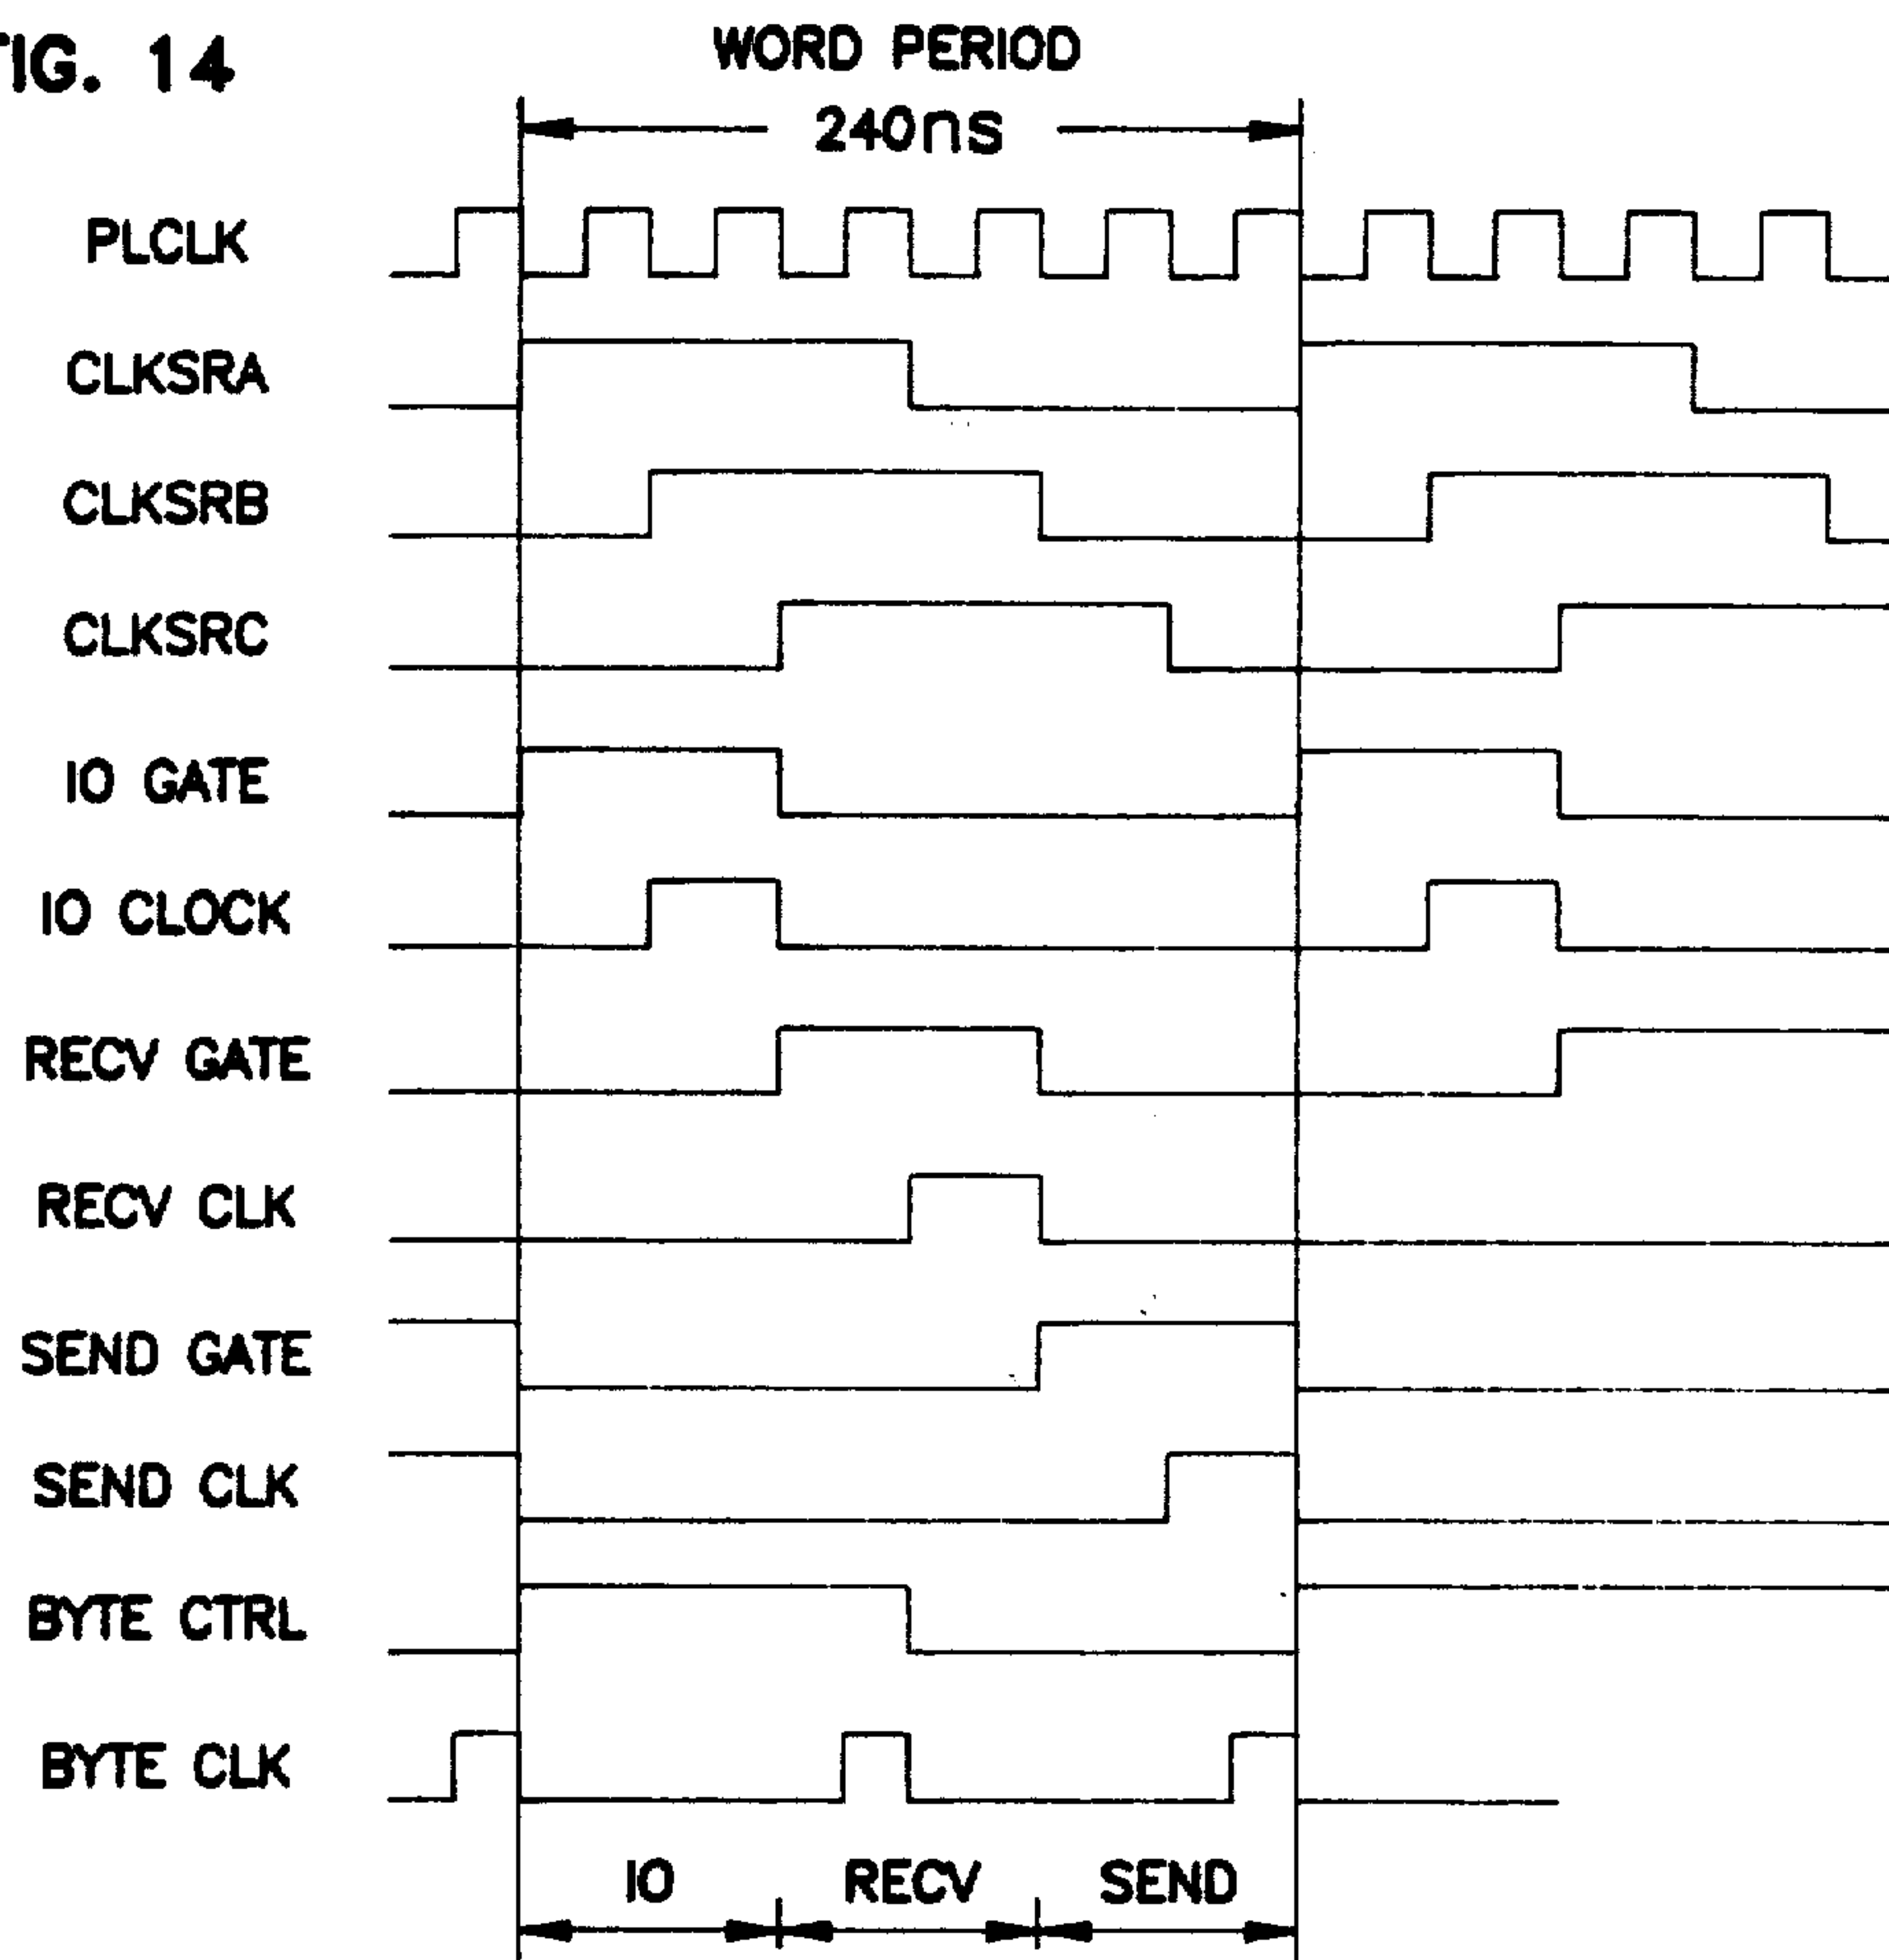 FIG. 14
WORD PERIOD
240ns
PLCLK
CLKSRA
CLKSRB
CLKSRC
IO GATE
IO CLOCK
RECV GATE
RECV CLK
SEND GATE
SEND CLK
BYTE CTRL
BYTE CLK
IO RECV SEND